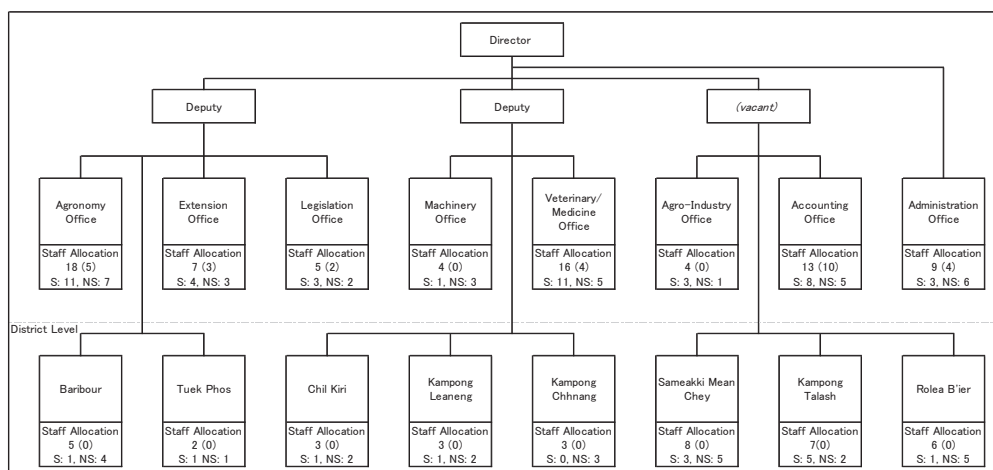 Director
Deputy
Deputy
(vacant)
Agronomy
Office
Staff Allocation
18 (5)
S: 11, NS: 7
Extension
Office
Staff Allocation
7 (3)
S: 4, NS: 3
Legislation
Office
Staff Allocation
5 (2)
S: 3, NS: 2
Machinery
Office
Staff Allocation
4 (0)
S: 1, NS: 3
Veterinary/
Medicine
Office
Staff Allocation
16 (4)
S: 11, NS: 5
Agro-Industry
Office
Staff Allocation
4 (0)
S: 3, NS: 1
Accounting
Office
Staff Allocation
13 (10)
S: 8, NS: 5
Administration
Office
Staff Allocation
9 (4)
S: 3, NS: 6
District Level
Baribour
Staff Allocation
5 (0)
S: 1, NS: 4
Tuek Phos
Staff Allocation
2 (0)
S: 1 NS: 1
Chil Kiri
Staff Allocation
3 (0)
S: 1, NS: 2
Kampong
Leaneng
Staff Allocation
3 (0)
S: 1, NS: 2
Kampong
Chhnang
Staff Allocation
3 (0)
S: 0, NS: 3
Sameakki Mean
Chey
Staff Allocation
8 (0)
S: 3, NS: 5
Kampong
Talash
Staff Allocation
7(0)
S: 5, NS: 2
Rolea B'ier
Staff Allocation
6 (0)
S: 1, NS: 5